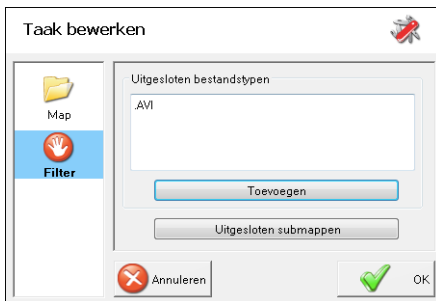 Taak bewerken
Map
Filter
Uitgesloten bestandstypen
.AVI
Toevoegen
Uitgesloten submappen
Annuleren
OK